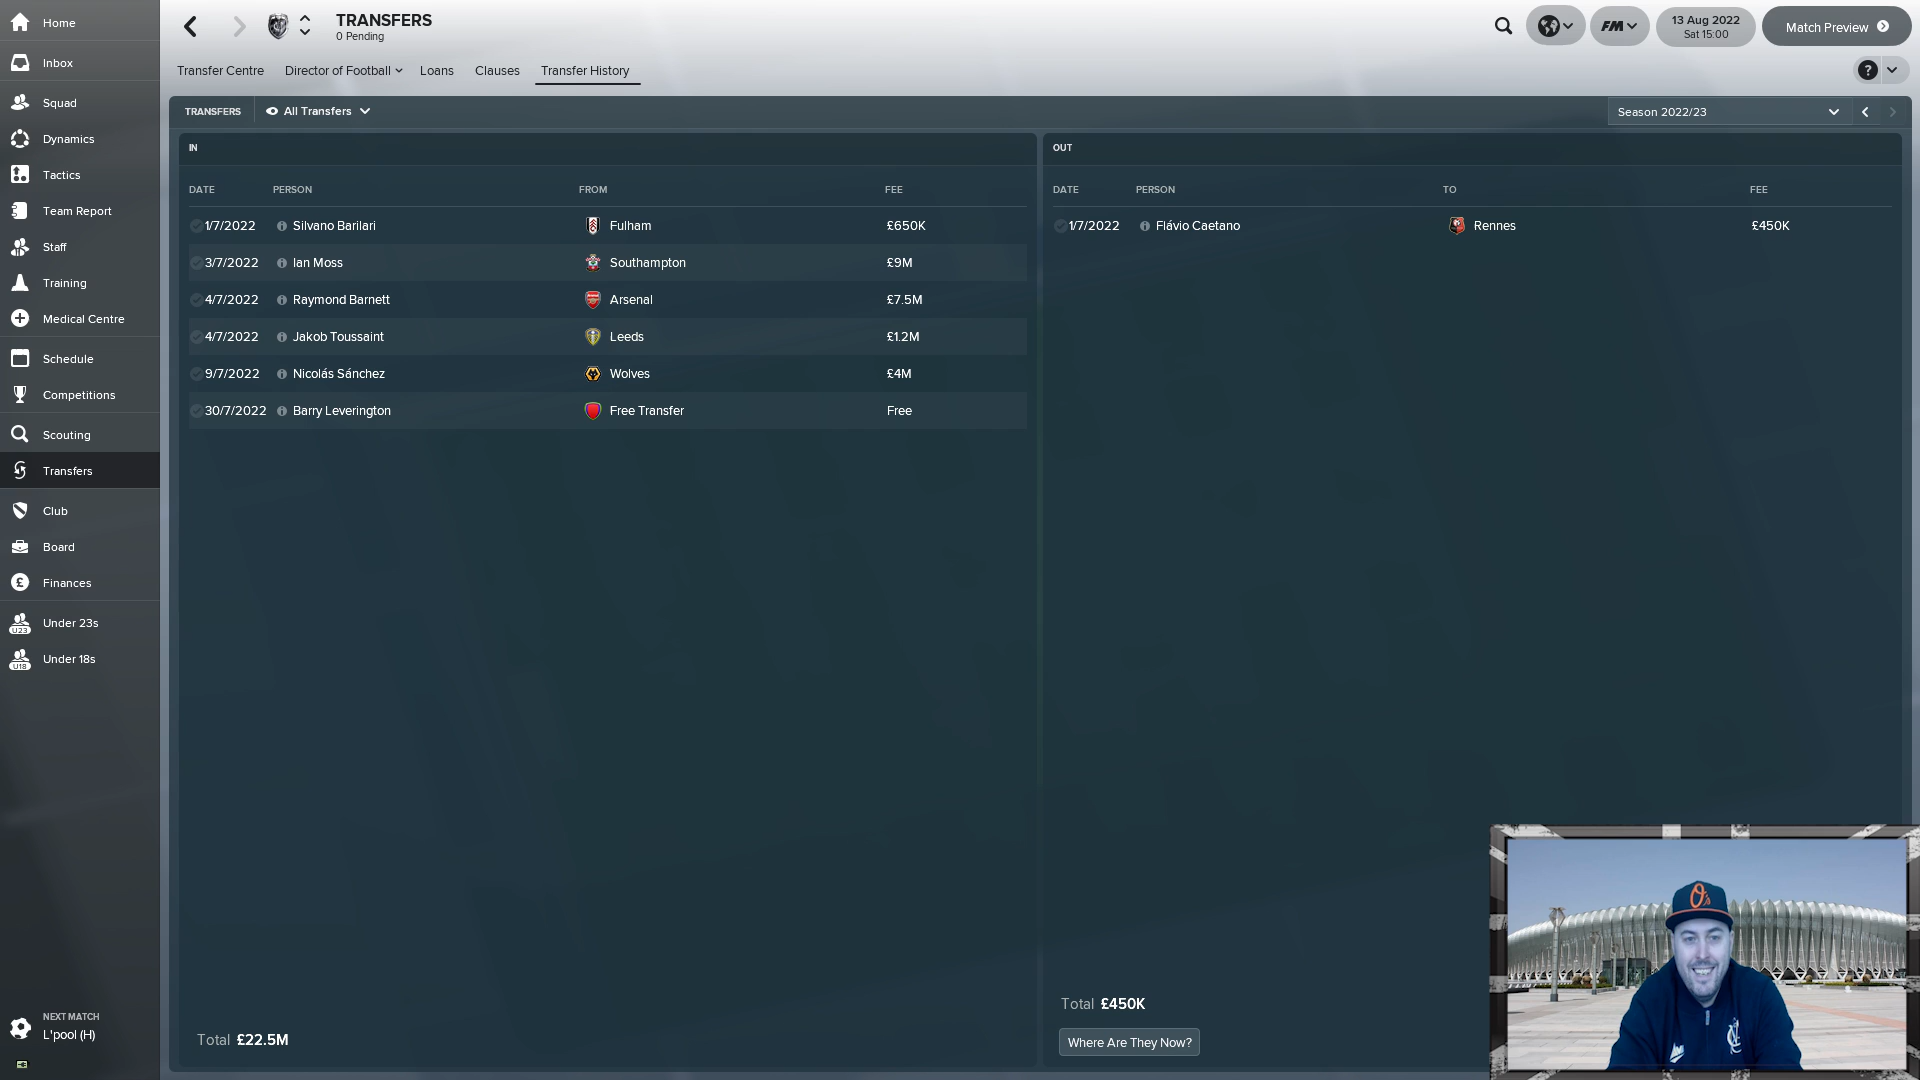 Home
Inbox
Squad
Dynamics
Tactics
Team Report
Staff
Training
Medical Centre
Schedule
Competitions
Scouting
Transfers
Club
Board
Finances
Under 23s
U23
Under 18s
U18
NEXT MATCH
L'pool (H)
TRANSFERS
0 Pending
FM
13 Aug 2022
Sat 15:00
Match Preview
Transfer Centre Director of Football Loans Clauses Transfer History
?
TRANSFERS All Transfers
Season 2022/23
IN
DATE PERSON FROM FEE
1/7/2022 Silvano Barilari Fulham £650K
3/7/2022 Ian Moss Southampton £9M
4/7/2022 Raymond Barnett Arsenal £7.5M
4/7/2022 Jakob Toussaint Leeds £1.2M
9/7/2022 Nicolás Sánchez Wolves £4M
30/7/2022 Barry Leverington Free Transfer Free
Total £22.5M
OUT
DATE PERSON TO FEE
1/7/2022 Flávio Caetano Rennes £450K
Total £450K
Where Are They Now?
O's